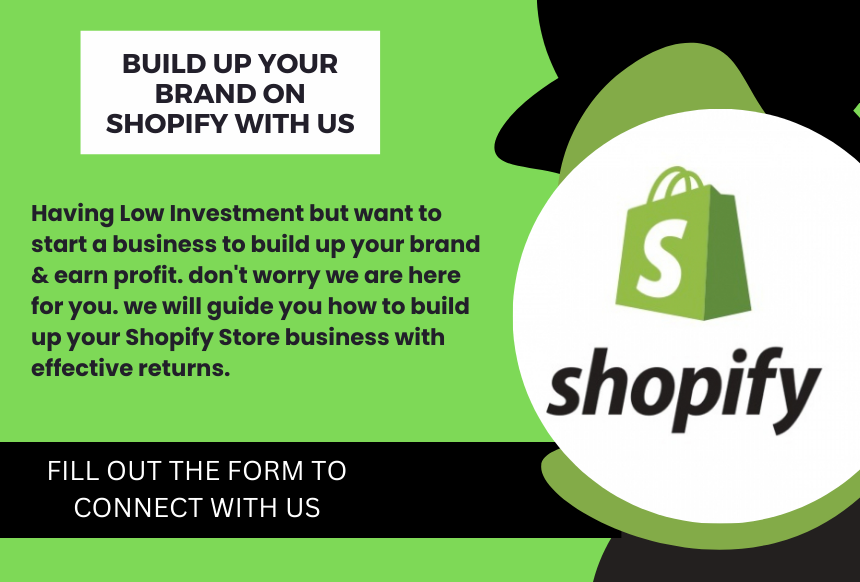 BUILD UP YOUR
BRAND ON
SHOPIFY WITH US
Having Low Investment but want to
start a business to build up your brand
& earn profit. don't worry we are here
for you. we will guide you how to build
up your Shopify Store business with
effective returns.
S
shopify
FILL OUT THE FORM TO
CONNECT WITH US